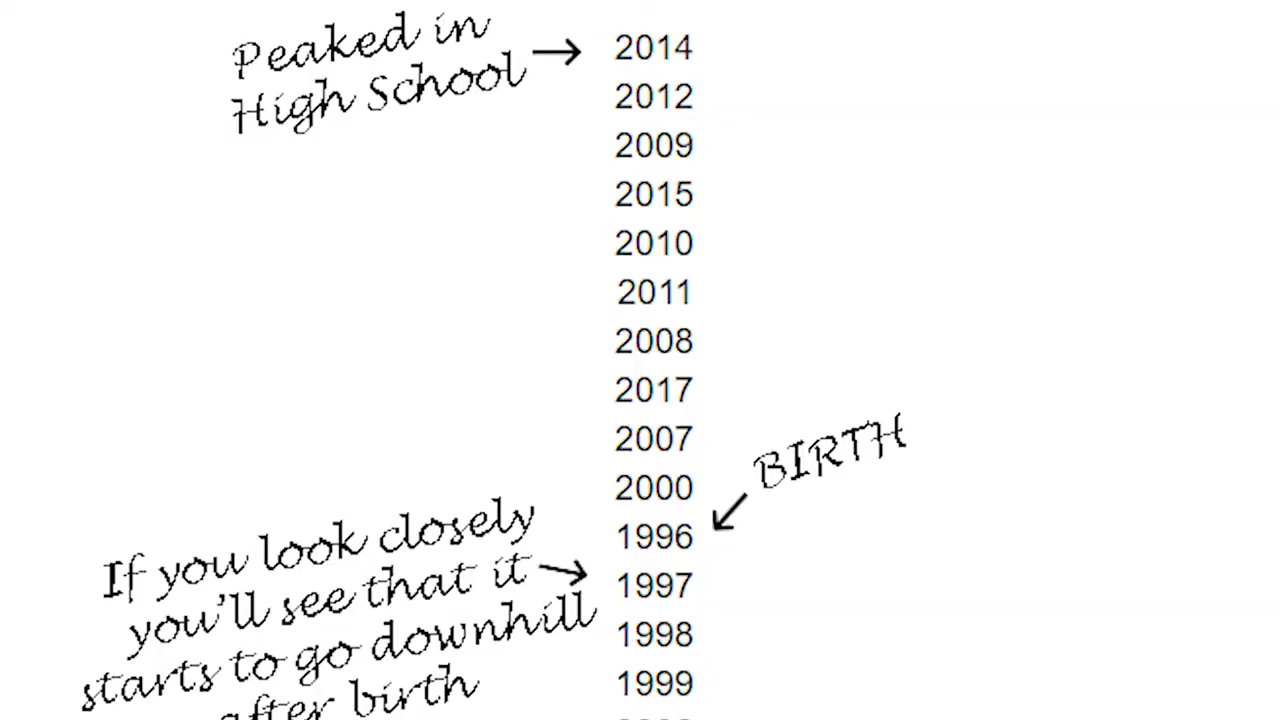 Peaked in
High School
2014
2012
2009
2015
2010
2011
2008
2017
2007
2000
1996
1997
1998
1999
BIRTH
If you look closely
you'll see that it
starts to go downhill
after birth